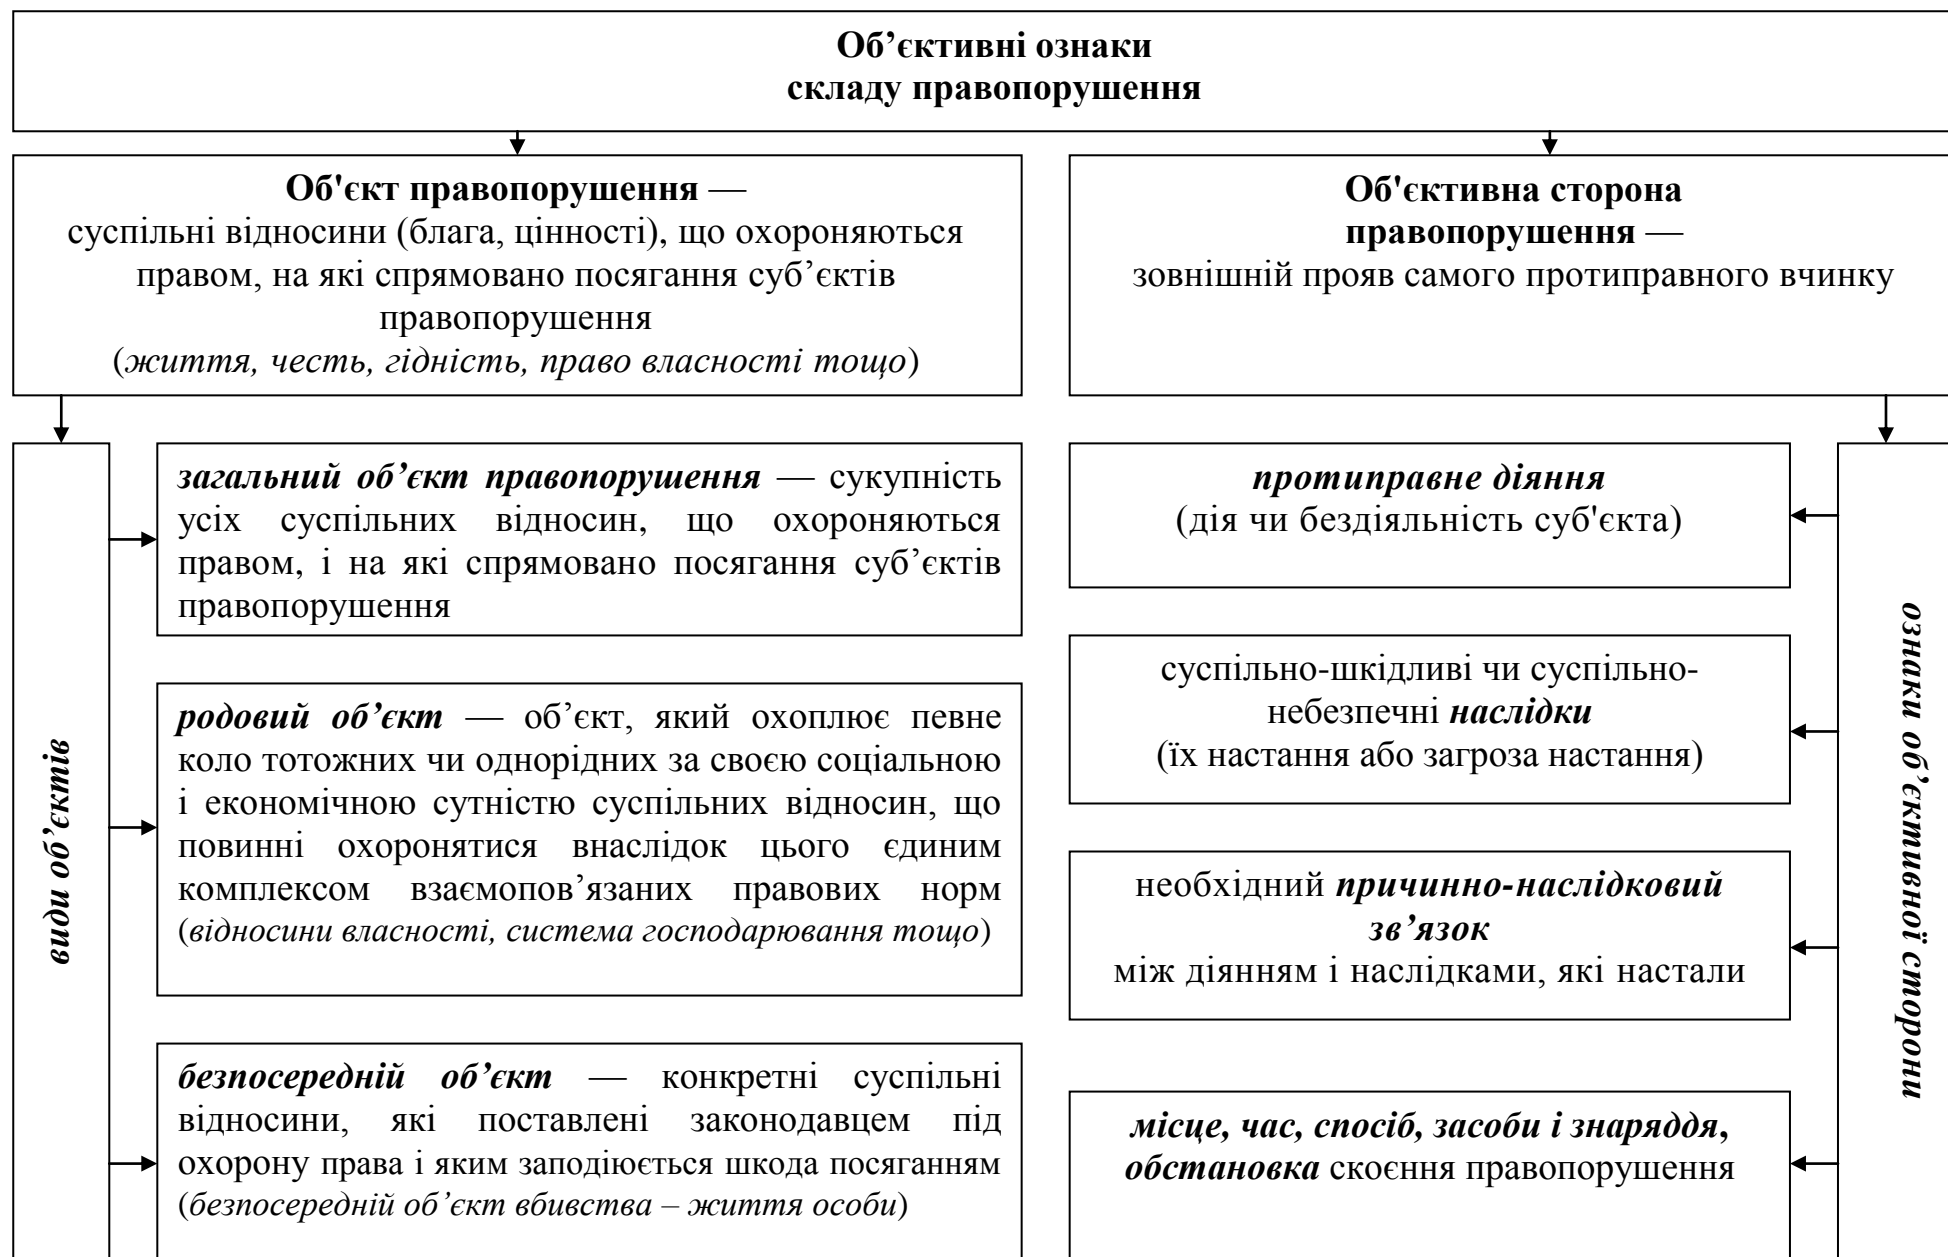 Об’єктивні ознаки
складу правопорушення
Об'єкт правопорушення —
суспільні відносини (блага, цінності), що охороняються
правом, на які спрямовано посягання суб’єктів
правопорушення
(життя, честь, гідність, право власності тощо)
Об'єктивна сторона
правопорушення —
зовнішній прояв самого протиправного вчинку
види об’єктів
загальний об’єкт правопорушення — сукупність
усіх суспільних відносин, що охороняються
правом, і на які спрямовано посягання суб’єктів
правопорушення
родовий об’єкт — об’єкт, який охоплює певне
коло тотожних чи однорідних за своєю соціальною
і економічною сутністю суспільних відносин, що
повинні охоронятися внаслідок цього єдиним
комплексом взаємопов’язаних правових норм
(відносини власності, система господарювання тощо)
безпосередній об’єкт — конкретні суспільні
відносини, які поставлені законодавцем під
охорону права і яким заподіюється шкода посяганням
(безпосередній об’єкт вбивства – життя особи)
протиправне діяння
(дія чи бездіяльність суб'єкта)
суспільно-шкідливі чи суспільно-
небезпечні наслідки
(їх настання або загроза настання)
необхідний причинно-наслідковий
зв’язок
між діянням і наслідками, які настали
місце, час, спосіб, засоби і знаряддя,
обстановка скоєння правопорушення
ознаки об’єктивної сторони